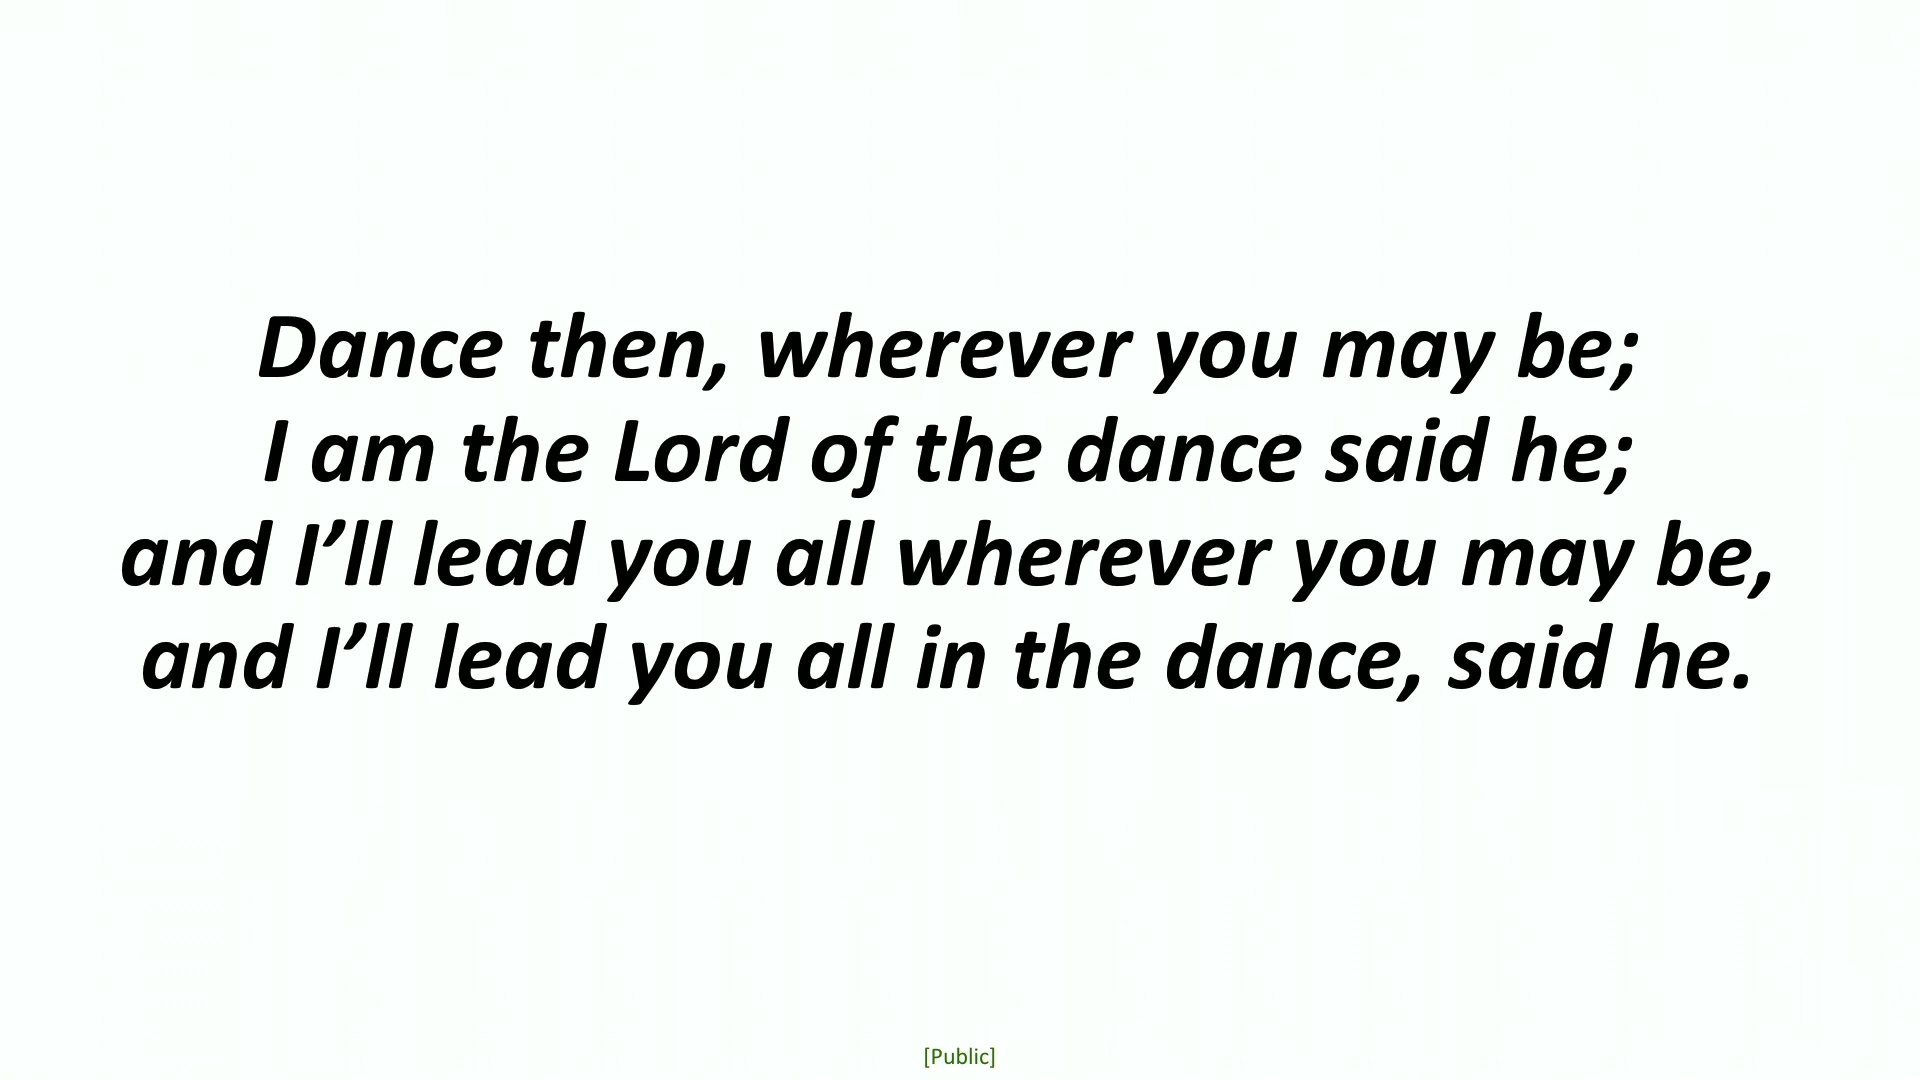 Dance then, wherever you may be;
I am the Lord of the dance said he;
and I’ll lead you all wherever you may be,
and I’ll lead you all in the dance, said he.
[Public]